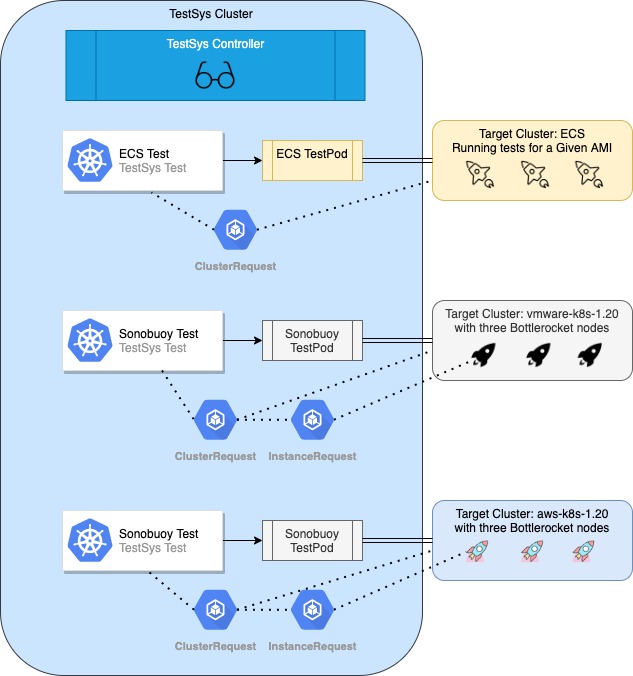 TestSys Cluster
TestSys Controller
ECS Test
TestSys Test
ECS TestPod
Target Cluster: ECS
Running tests for a Given AMI
ClusterRequest
Sonobuoy Test
TestSys Test
Sonobuoy
TestPod
Target Cluster: vmware-k8s-1.20
with three Bottlerocket nodes
ClusterRequest
InstanceRequest
Sonobuoy Test
TestSys Test
Sonobuoy
TestPod
Target Cluster: aws-k8s-1.20
with three Bottlerocket nodes
ClusterRequest
InstanceRequest